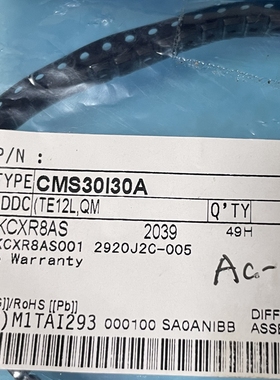 P/N :
TYPE CMS30I30A
DDC (TE12L,QM
Q'TY
KCXR8AS 2039 49H
KCXR8AS001 2920J2C-005
Warranty
Ac-
]/RoHS [[Pb]]
DIFF
)M1TAI293 000100 SA0ANIBB ASSE